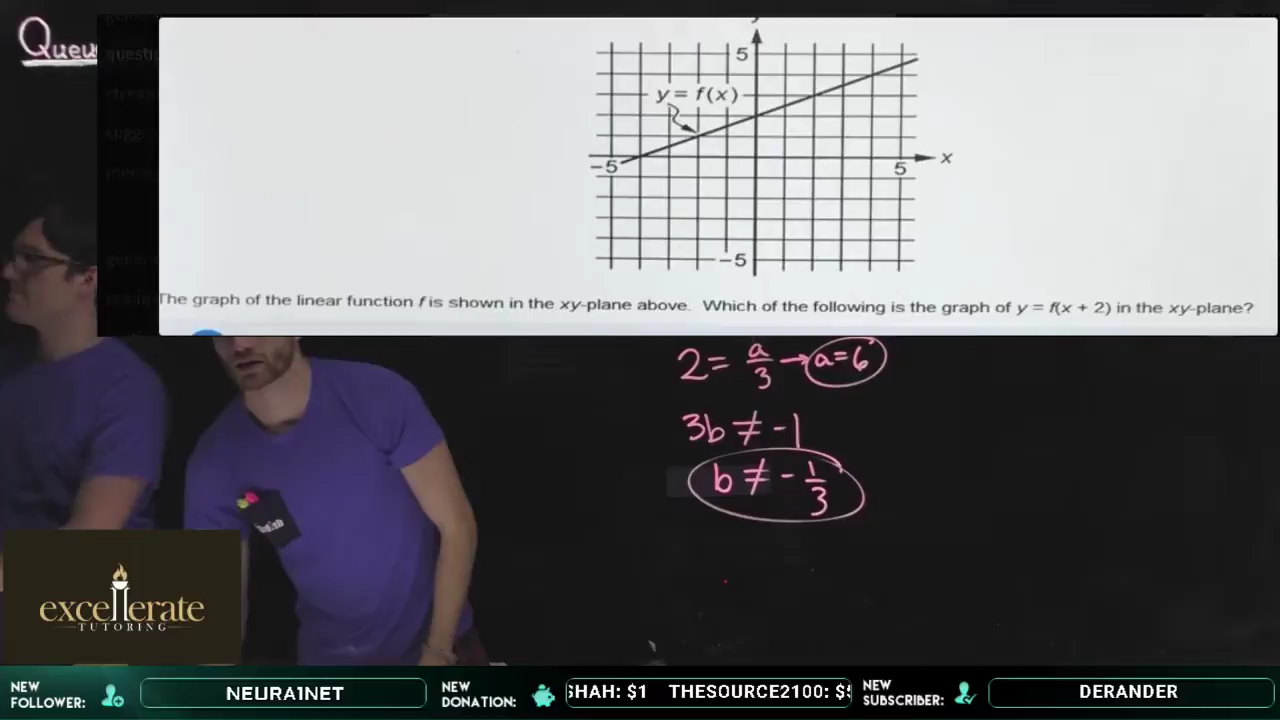 Queu
questio
y
5
y = f(x)
x
-5
5
-5
The graph of the linear function f is shown in the xy-plane above. Which of the following is the graph of y = f(x + 2) in the xy-plane?
2 = a/3 → a = 6
3b ≠ -1
b ≠ - 1/3
excellerate
TUTORING
NEW FOLLOWER:
NEURA1NET
NEW DONATION:
SHAH: $1 THESOURCE2100: $
NEW SUBSCRIBER:
DERANDER